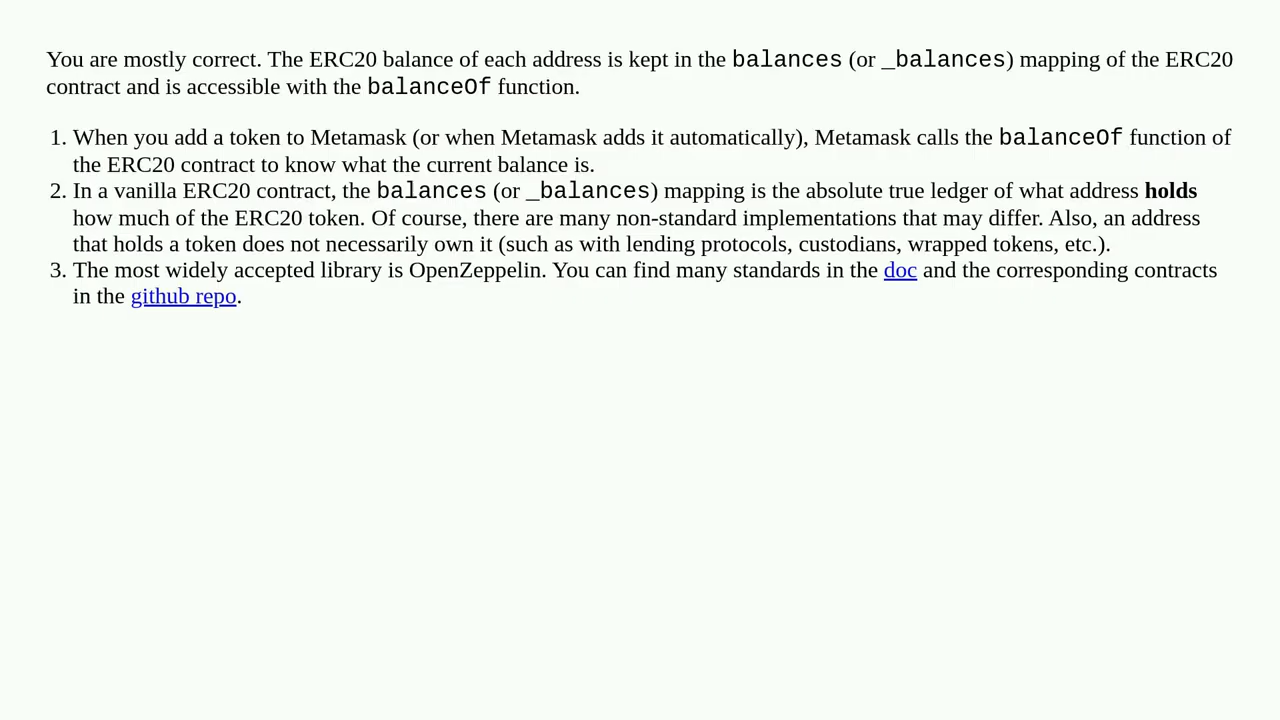 You are mostly correct. The ERC20 balance of each address is kept in the balances (or _balances) mapping of the ERC20
contract and is accessible with the balanceOf function.
1. When you add a token to Metamask (or when Metamask adds it automatically), Metamask calls the balanceOf function of
the ERC20 contract to know what the current balance is.
2. In a vanilla ERC20 contract, the balances (or _balances) mapping is the absolute true ledger of what address holds
how much of the ERC20 token. Of course, there are many non-standard implementations that may differ. Also, an address
that holds a token does not necessarily own it (such as with lending protocols, custodians, wrapped tokens, etc.).
3. The most widely accepted library is OpenZeppelin. You can find many standards in the doc and the corresponding contracts
in the github repo.